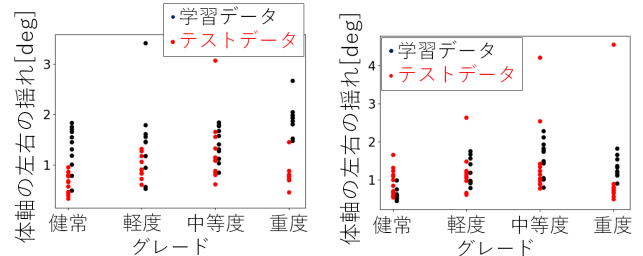 体軸の左右の揺れ[deg]
学習データ
テストデータ
3
2
1
健常 軽度 中等度 重度
グレード
体軸の左右の揺れ[deg]
学習データ
テストデータ
4
3
2
1
健常 軽度 中等度 重度
グレード